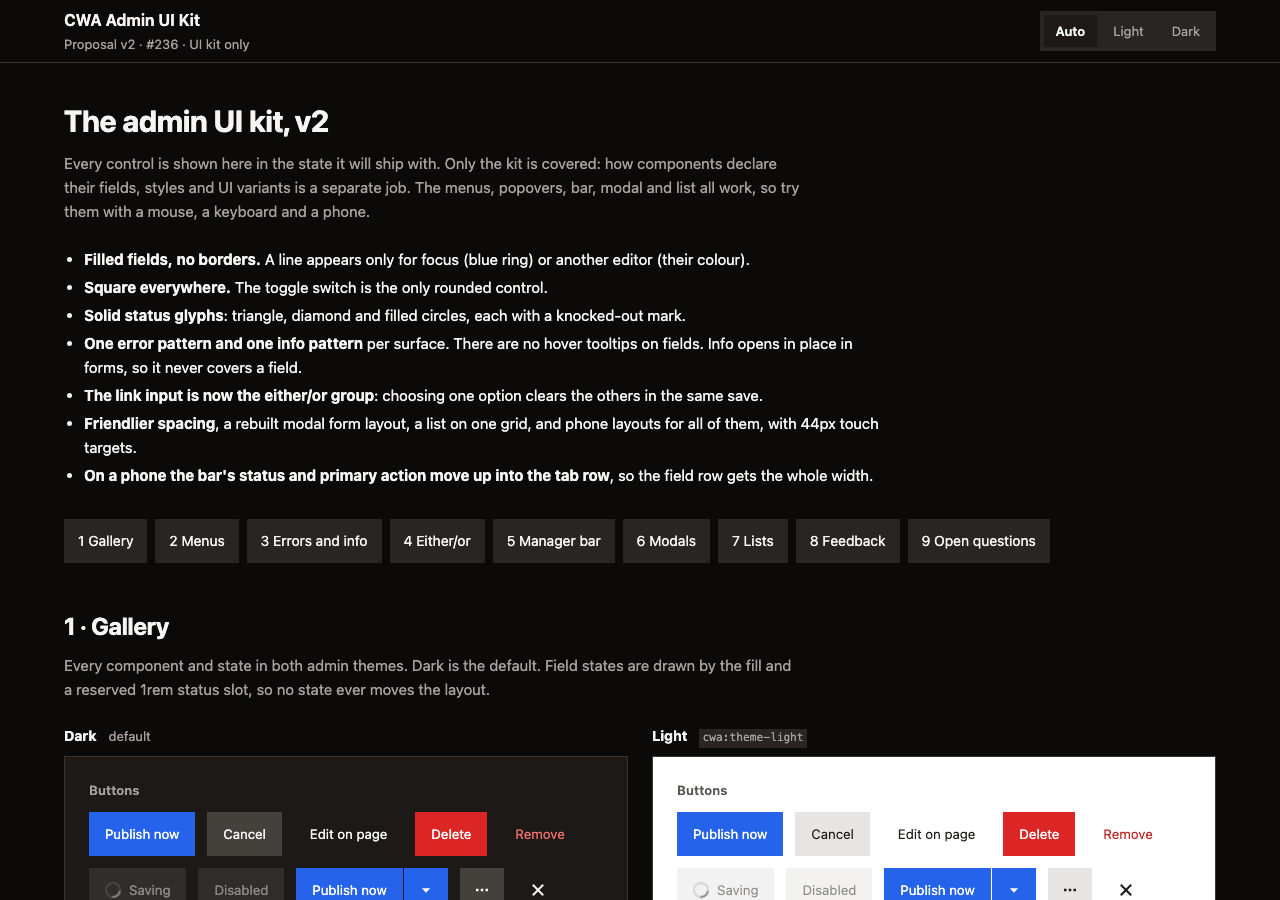 CWA Admin UI Kit
Proposal v2 · #236 · UI kit only
Auto Light Dark
The admin UI kit, v2
Every control is shown here in the state it will ship with. Only the kit is covered: how components declare
their fields, styles and UI variants is a separate job. The menus, popovers, bar, modal and list all work, so try
them with a mouse, a keyboard and a phone.
• Filled fields, no borders. A line appears only for focus (blue ring) or another editor (their colour).
• Square everywhere. The toggle switch is the only rounded control.
• Solid status glyphs: triangle, diamond and filled circles, each with a knocked-out mark.
• One error pattern and one info pattern per surface. There are no hover tooltips on fields. Info opens in place in
forms, so it never covers a field.
• The link input is now the either/or group: choosing one option clears the others in the same save.
• Friendlier spacing, a rebuilt modal form layout, a list on one grid, and phone layouts for all of them, with 44px touch
targets.
• On a phone the bar's status and primary action move up into the tab row, so the field row gets the whole width.
1 Gallery 2 Menus 3 Errors and info 4 Either/or 5 Manager bar 6 Modals 7 Lists 8 Feedback 9 Open questions
1 · Gallery
Every component and state in both admin themes. Dark is the default. Field states are drawn by the fill and
a reserved 1rem status slot, so no state ever moves the layout.
Dark default
Buttons
Publish now Cancel Edit on page Delete Remove
Saving Disabled Publish now
Light cwa:theme-light
Buttons
Publish now Cancel Edit on page Delete Remove
Saving Disabled Publish now